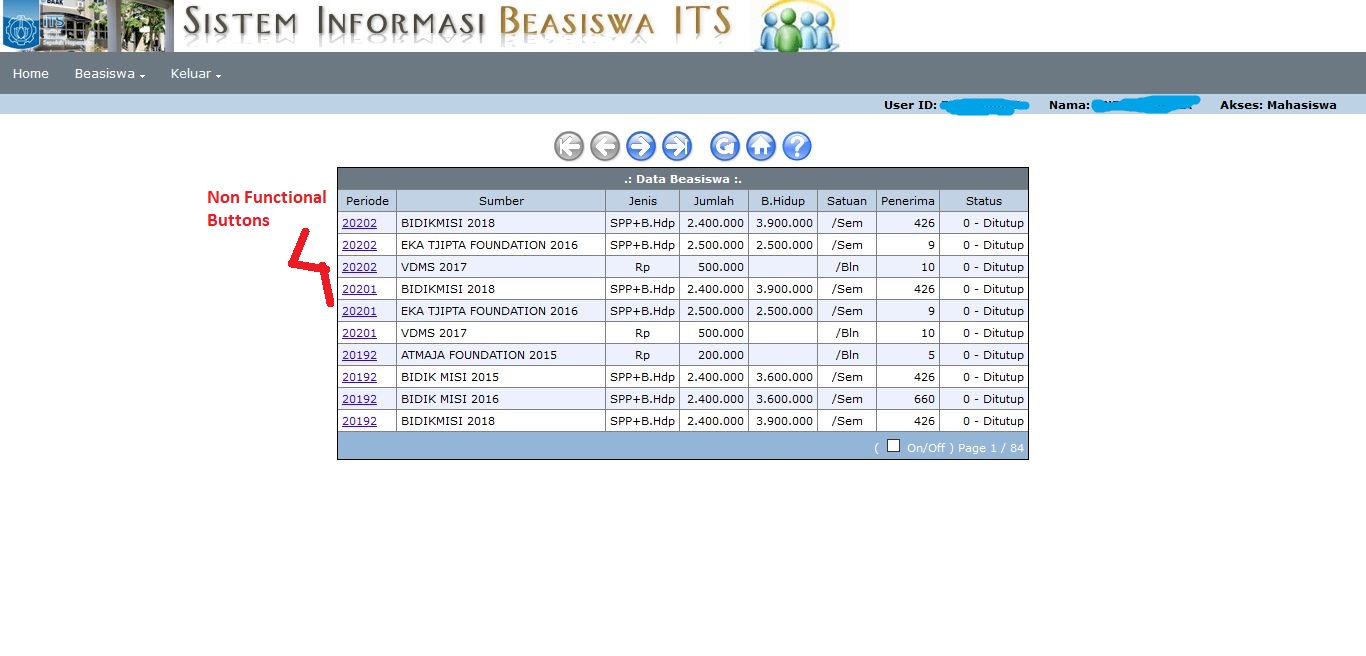 BAAK
ITS
SISTEM INFORMASI BEASISWA ITS
Home Beasiswa Keluar
User ID: Nama: Akses: Mahasiswa
Non Functional
Buttons
.: Data Beasiswa :.
Periode Sumber Jenis Jumlah B.Hidup Satuan Penerima Status
20202 BIDIKMISI 2018 SPP+B.Hdp 2.400.000 3.900.000 /Sem 426 0 - Ditutup
20202 EKA TJIPTA FOUNDATION 2016 SPP+B.Hdp 2.500.000 2.500.000 /Sem 9 0 - Ditutup
20202 VDMS 2017 Rp 500.000 /Bln 10 0 - Ditutup
20201 BIDIKMISI 2018 SPP+B.Hdp 2.400.000 3.900.000 /Sem 426 0 - Ditutup
20201 EKA TJIPTA FOUNDATION 2016 SPP+B.Hdp 2.500.000 2.500.000 /Sem 9 0 - Ditutup
20201 VDMS 2017 Rp 500.000 /Bln 10 0 - Ditutup
20192 ATMAJA FOUNDATION 2015 Rp 200.000 /Bln 5 0 - Ditutup
20192 BIDIK MISI 2015 SPP+B.Hdp 2.400.000 3.600.000 /Sem 426 0 - Ditutup
20192 BIDIK MISI 2016 SPP+B.Hdp 2.400.000 3.600.000 /Sem 660 0 - Ditutup
20192 BIDIKMISI 2018 SPP+B.Hdp 2.400.000 3.900.000 /Sem 426 0 - Ditutup
( On/Off ) Page 1 / 84